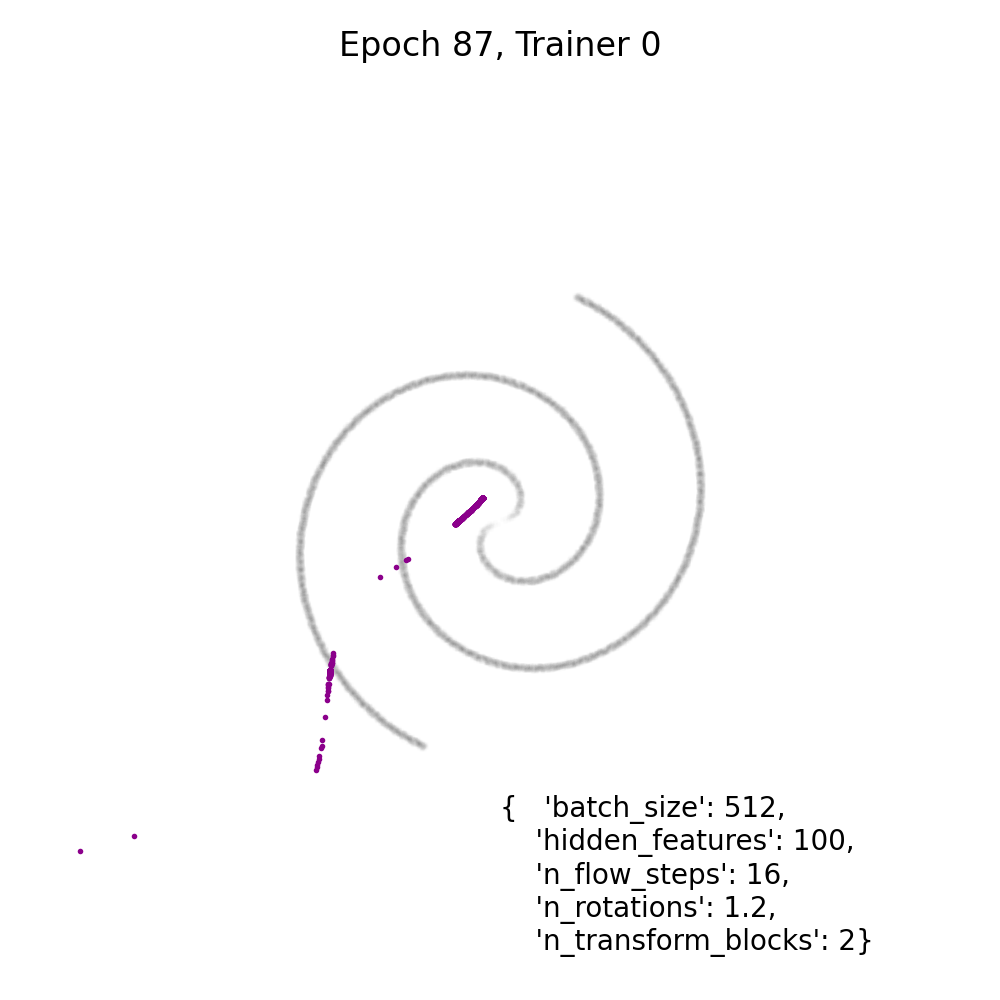 Epoch 87, Trainer 0
{   'batch_size': 512,
'hidden_features': 100,
'n_flow_steps': 16,
'n_rotations': 1.2,
'n_transform_blocks': 2}